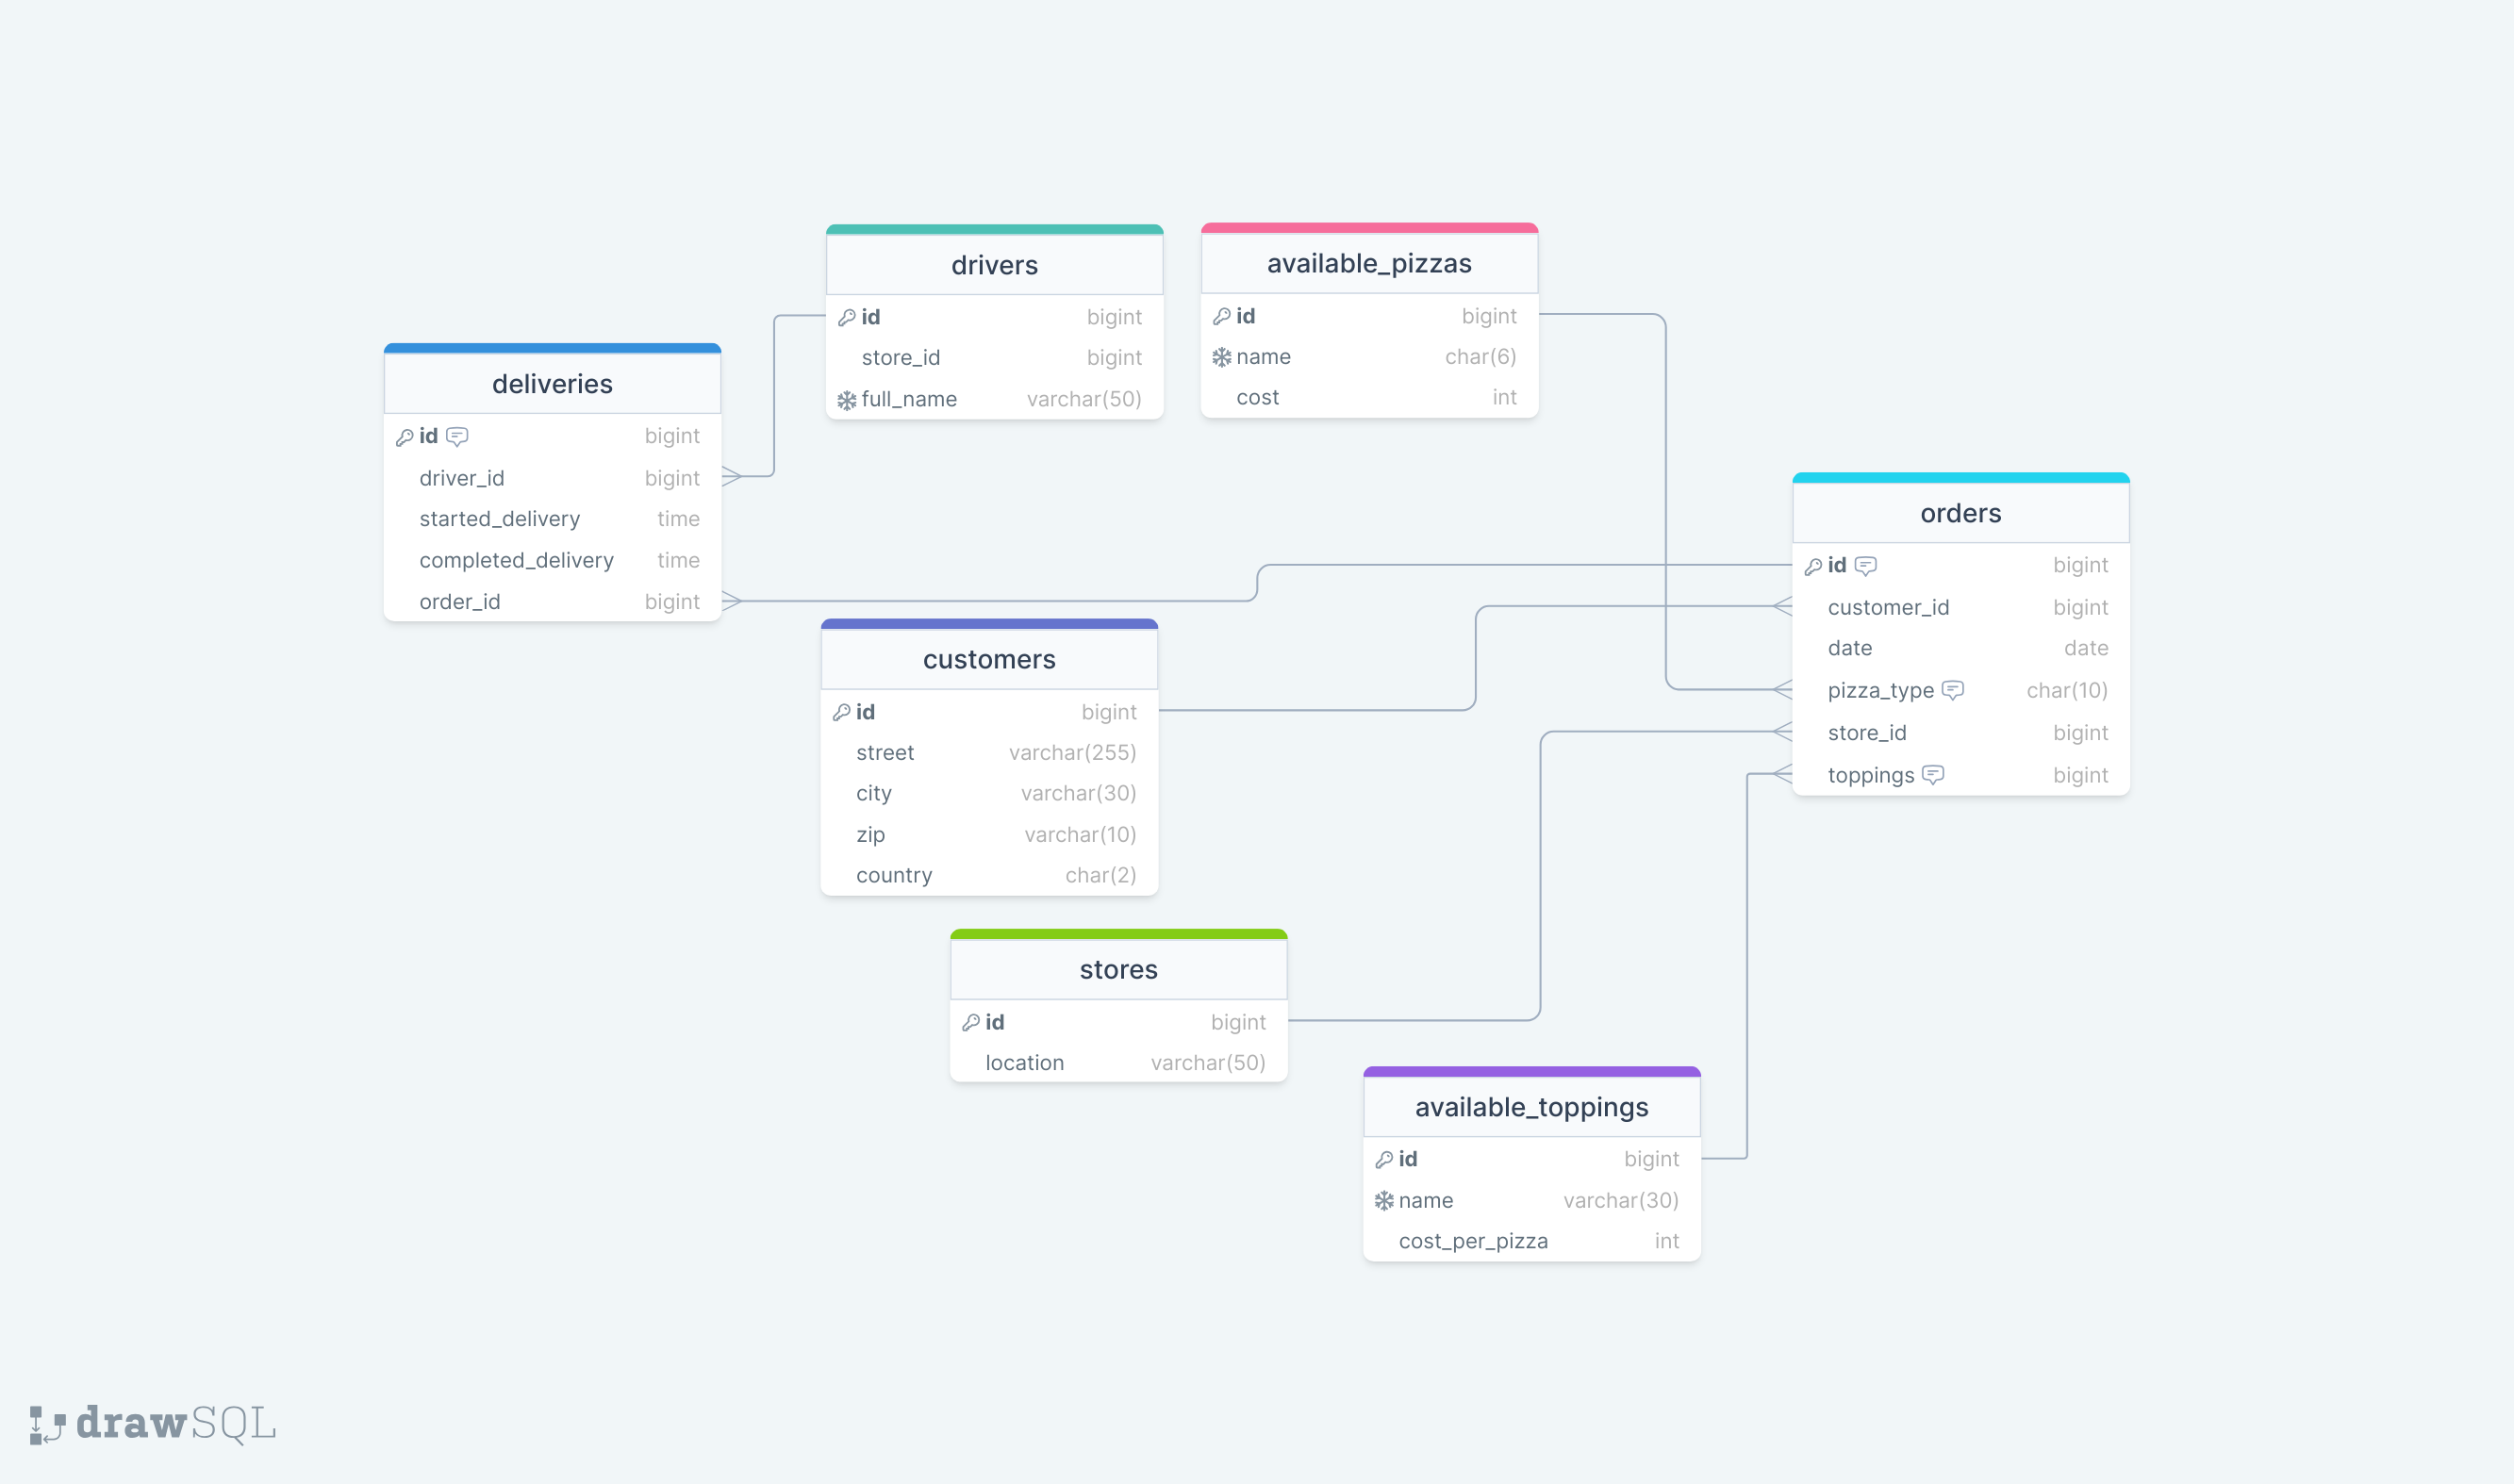 drivers
id bigint
store_id bigint
full_name varchar(50)
available_pizzas
id bigint
name char(6)
cost int
deliveries
id bigint
driver_id bigint
started_delivery time
completed_delivery time
order_id bigint
orders
id bigint
customer_id bigint
date date
pizza_type char(10)
store_id bigint
toppings bigint
customers
id bigint
street varchar(255)
city varchar(30)
zip varchar(10)
country char(2)
stores
id bigint
location varchar(50)
available_toppings
id bigint
name varchar(30)
cost_per_pizza int
drawSQL